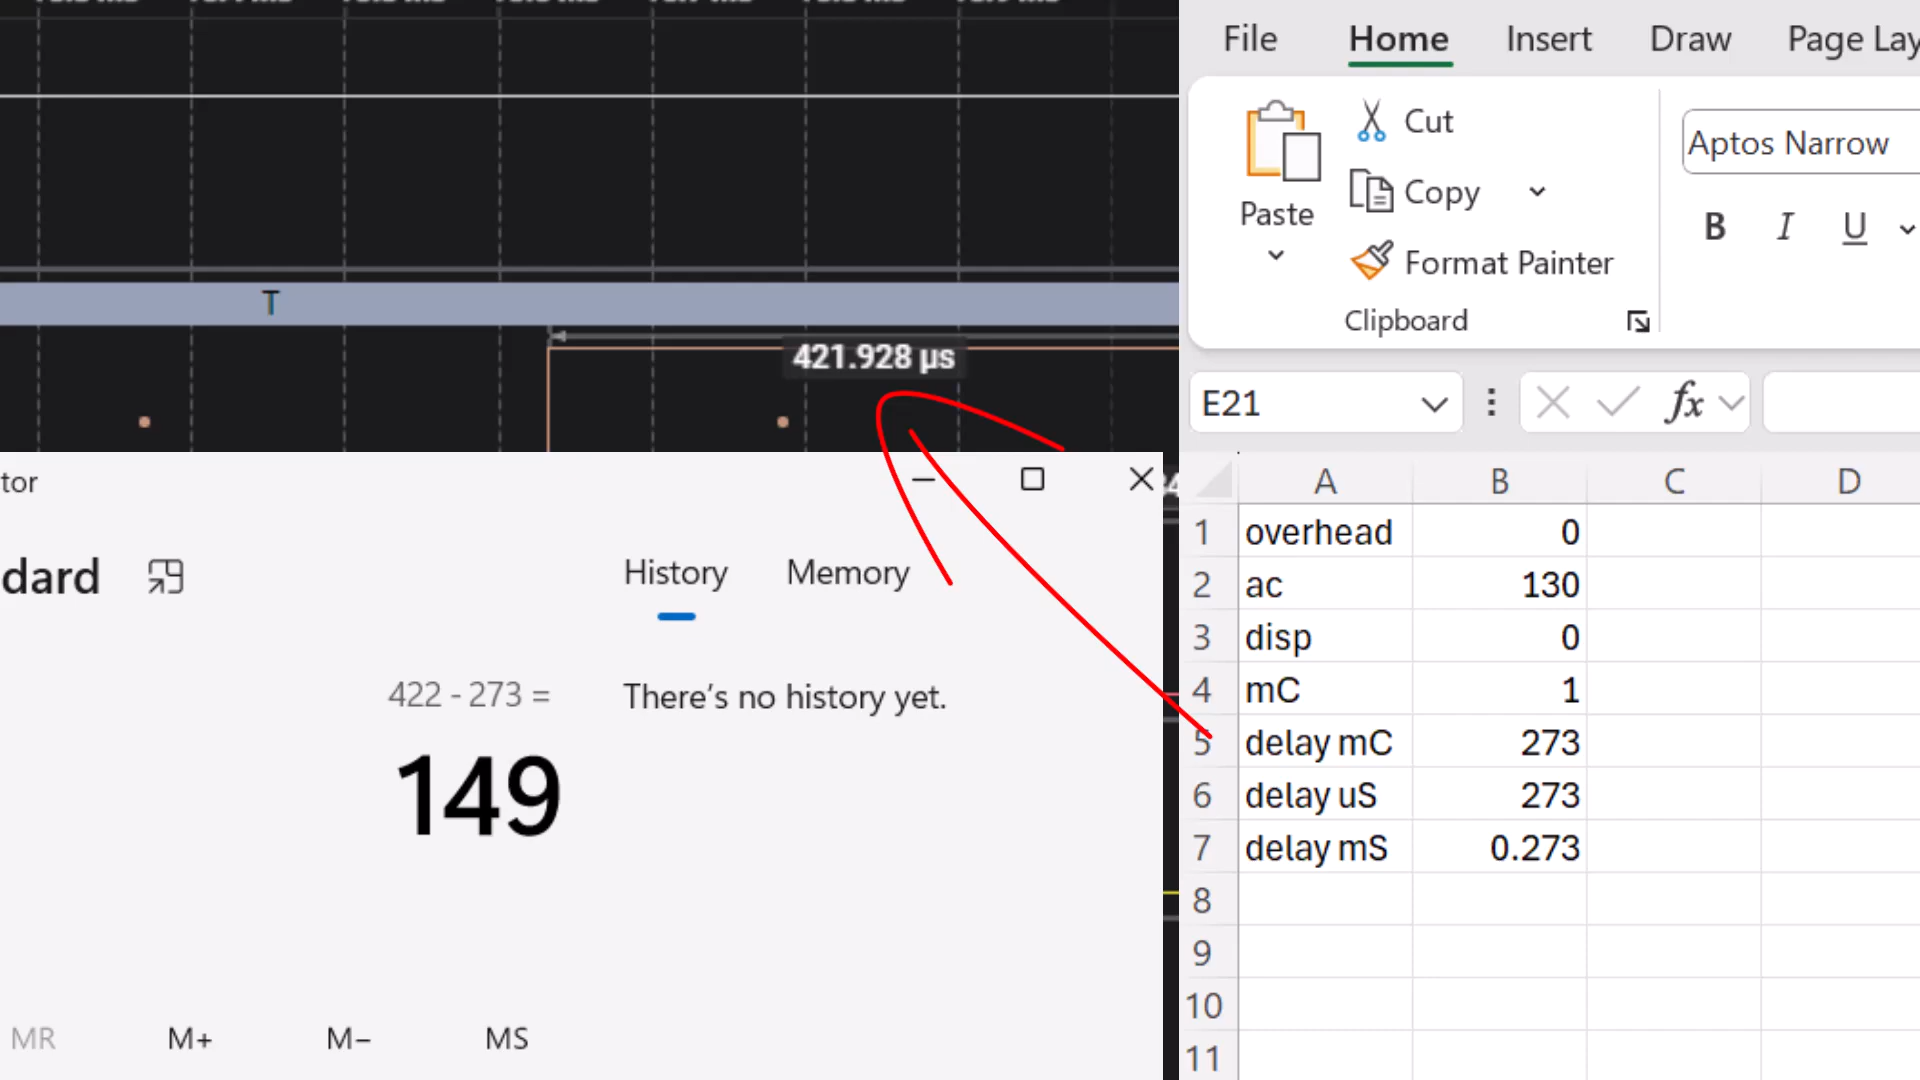 T
421.928 µs
tor
dard
History Memory
422 - 273 =
149
There's no history yet.
MR M+ M− MS
File Home Insert Draw Page Lay
Paste
Cut
Copy
Format Painter
Clipboard
Aptos Narrow
B I U
E21
fx
A B C D
1 overhead 0
2 ac 130
3 disp 0
4 mC 1
5 delay mC 273
6 delay uS 273
7 delay mS 0.273
8
9
10
11